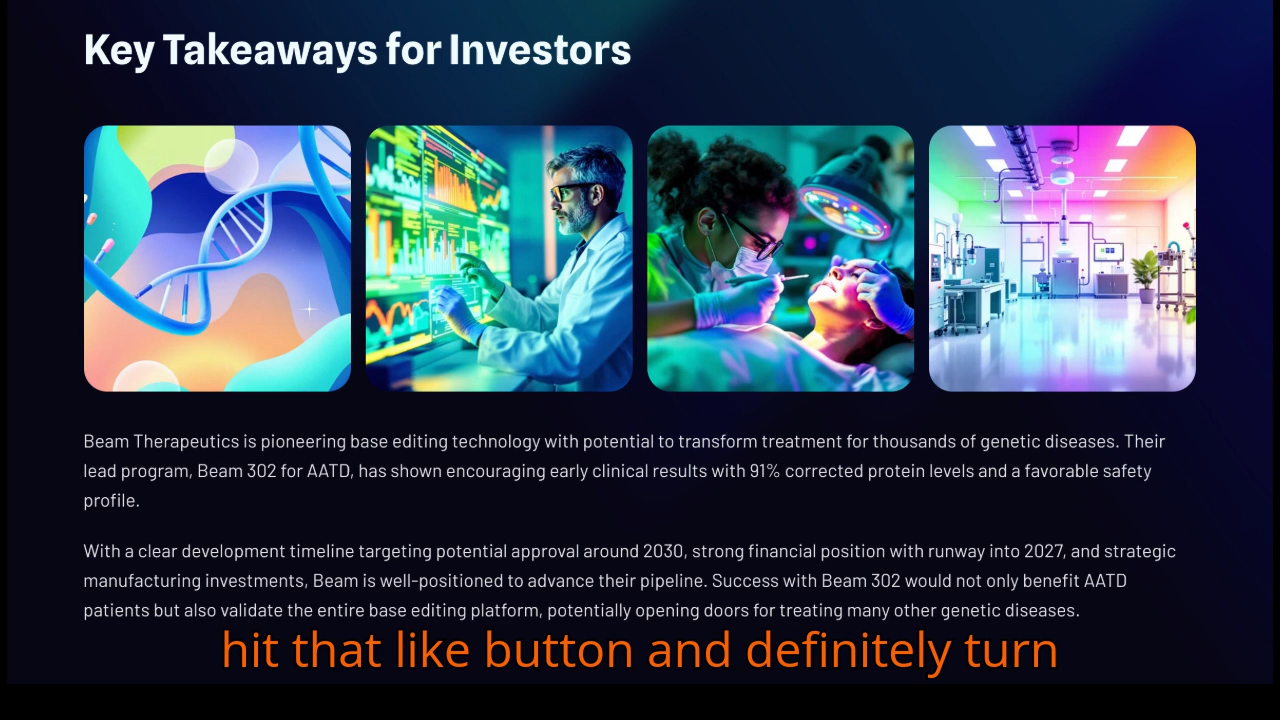 Key Takeaways for Investors
Beam Therapeutics is pioneering base editing technology with potential to transform treatment for thousands of genetic diseases. Their
lead program, Beam 302 for AATD, has shown encouraging early clinical results with 91% corrected protein levels and a favorable safety
profile.
With a clear development timeline targeting potential approval around 2030, strong financial position with runway into 2027, and strategic
manufacturing investments, Beam is well-positioned to advance their pipeline. Success with Beam 302 would not only benefit AATD
patients but also validate the entire base editing platform, potentially opening doors for treating many other genetic diseases.
hit that like button and definitely turn